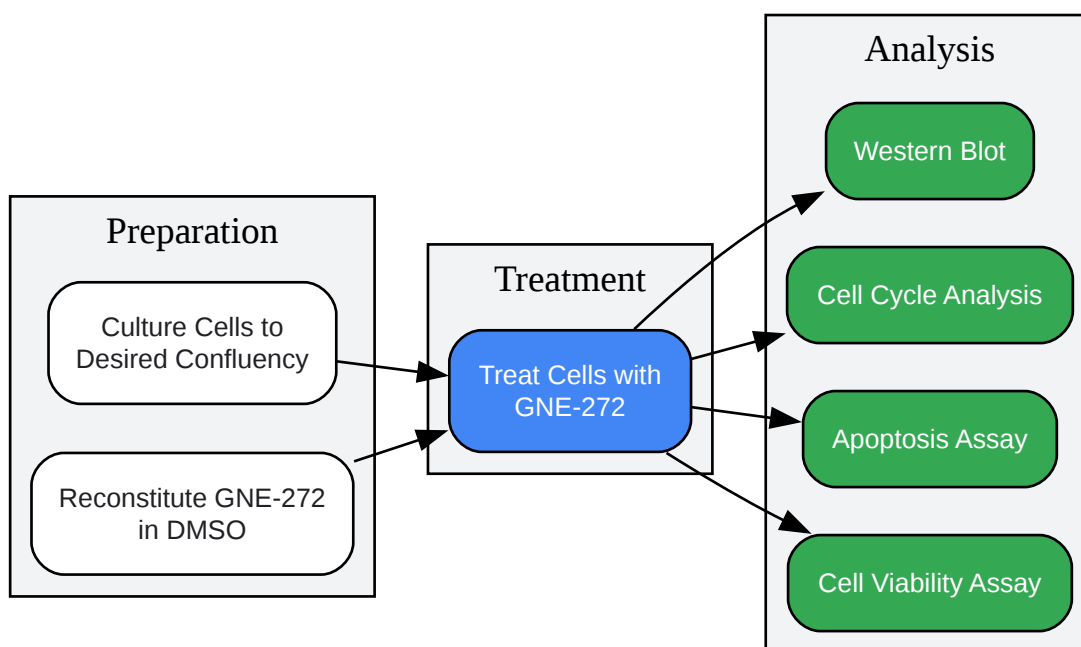 Preparation
Culture Cells to
Desired Confluency
Reconstitute GNE-272
in DMSO
Treatment
Treat Cells with
GNE-272
Analysis
Western Blot
Cell Cycle Analysis
Apoptosis Assay
Cell Viability Assay